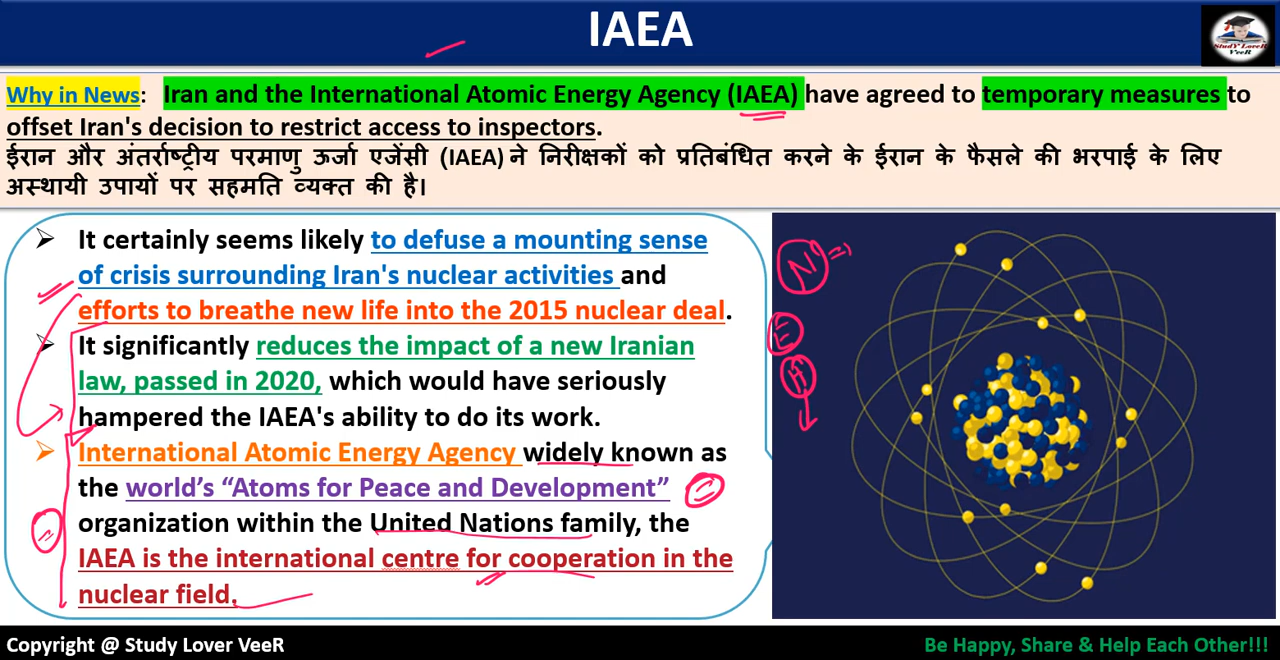 IAEA
StudY LoveR
VeeR
Why in News: Iran and the International Atomic Energy Agency (IAEA) have agreed to temporary measures to
offset Iran's decision to restrict access to inspectors.
ईरान और अंतर्राष्ट्रीय परमाणु ऊर्जा एजेंसी (IAEA) ने निरीक्षकों को प्रतिबंधित करने के ईरान के फैसले की भरपाई के लिए
अस्थायी उपायों पर सहमति व्यक्त की है।
It certainly seems likely to defuse a mounting sense
of crisis surrounding Iran's nuclear activities and
efforts to breathe new life into the 2015 nuclear deal.
It significantly reduces the impact of a new Iranian
law, passed in 2020, which would have seriously
hampered the IAEA's ability to do its work.
International Atomic Energy Agency widely known as
the world's “Atoms for Peace and Development”
organization within the United Nations family, the
IAEA is the international centre for cooperation in the
nuclear field.
N
E
Copyright @ Study Lover VeeR
Be Happy, Share & Help Each Other!!!